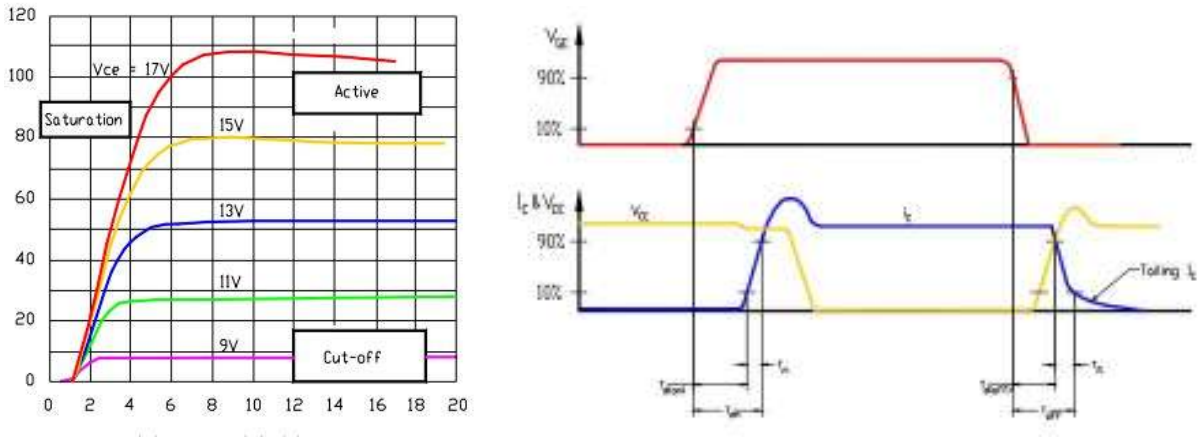 120
100
80
60
40
20
0
0 2 4 6 8 10 12 14 16 18 20
Vce = 17V
15V
13V
11V
9V
Saturation
Active
Cut-off
V_GE
90%
10%
I_C & V_CE
V_CE
i_c
90%
10%
Tailing I_C